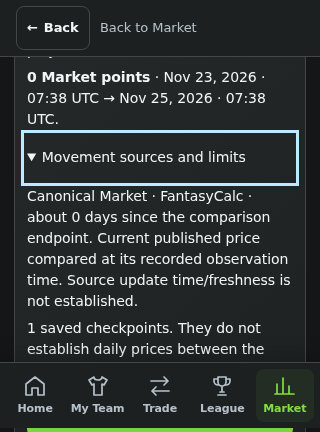 ← Back Back to Market
0 Market points · Nov 23, 2026 ·
07:38 UTC → Nov 25, 2026 · 07:38
UTC.
▼ Movement sources and limits
Canonical Market · FantasyCalc ·
about 0 days since the comparison
endpoint. Current published price
compared at its recorded observation
time. Source update time/freshness is
not established.
1 saved checkpoints. They do not
establish daily prices between the
Home My Team Trade League Market